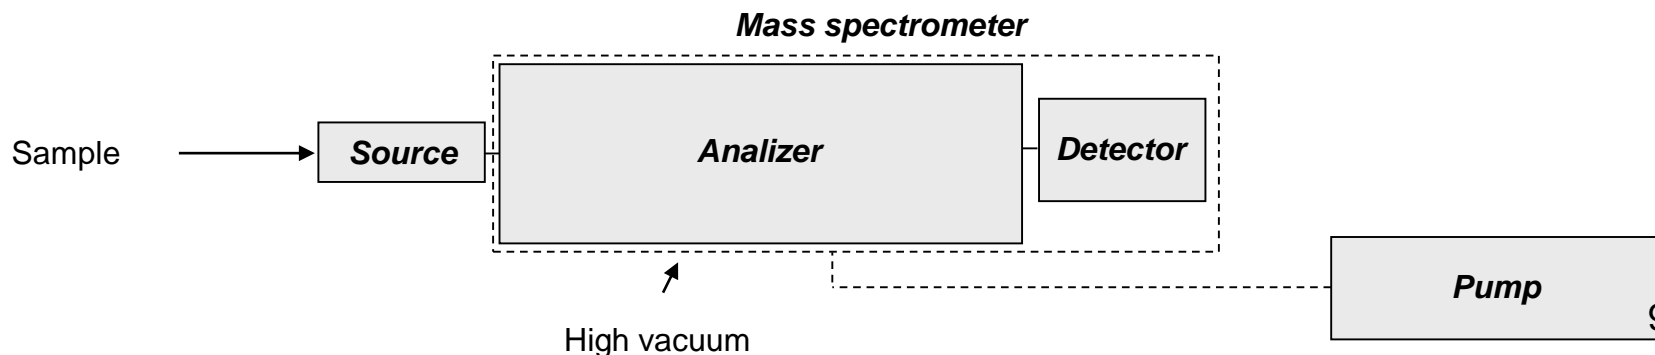 Mass spectrometer
Sample
Source
Analizer
Detector
Pump
High vacuum